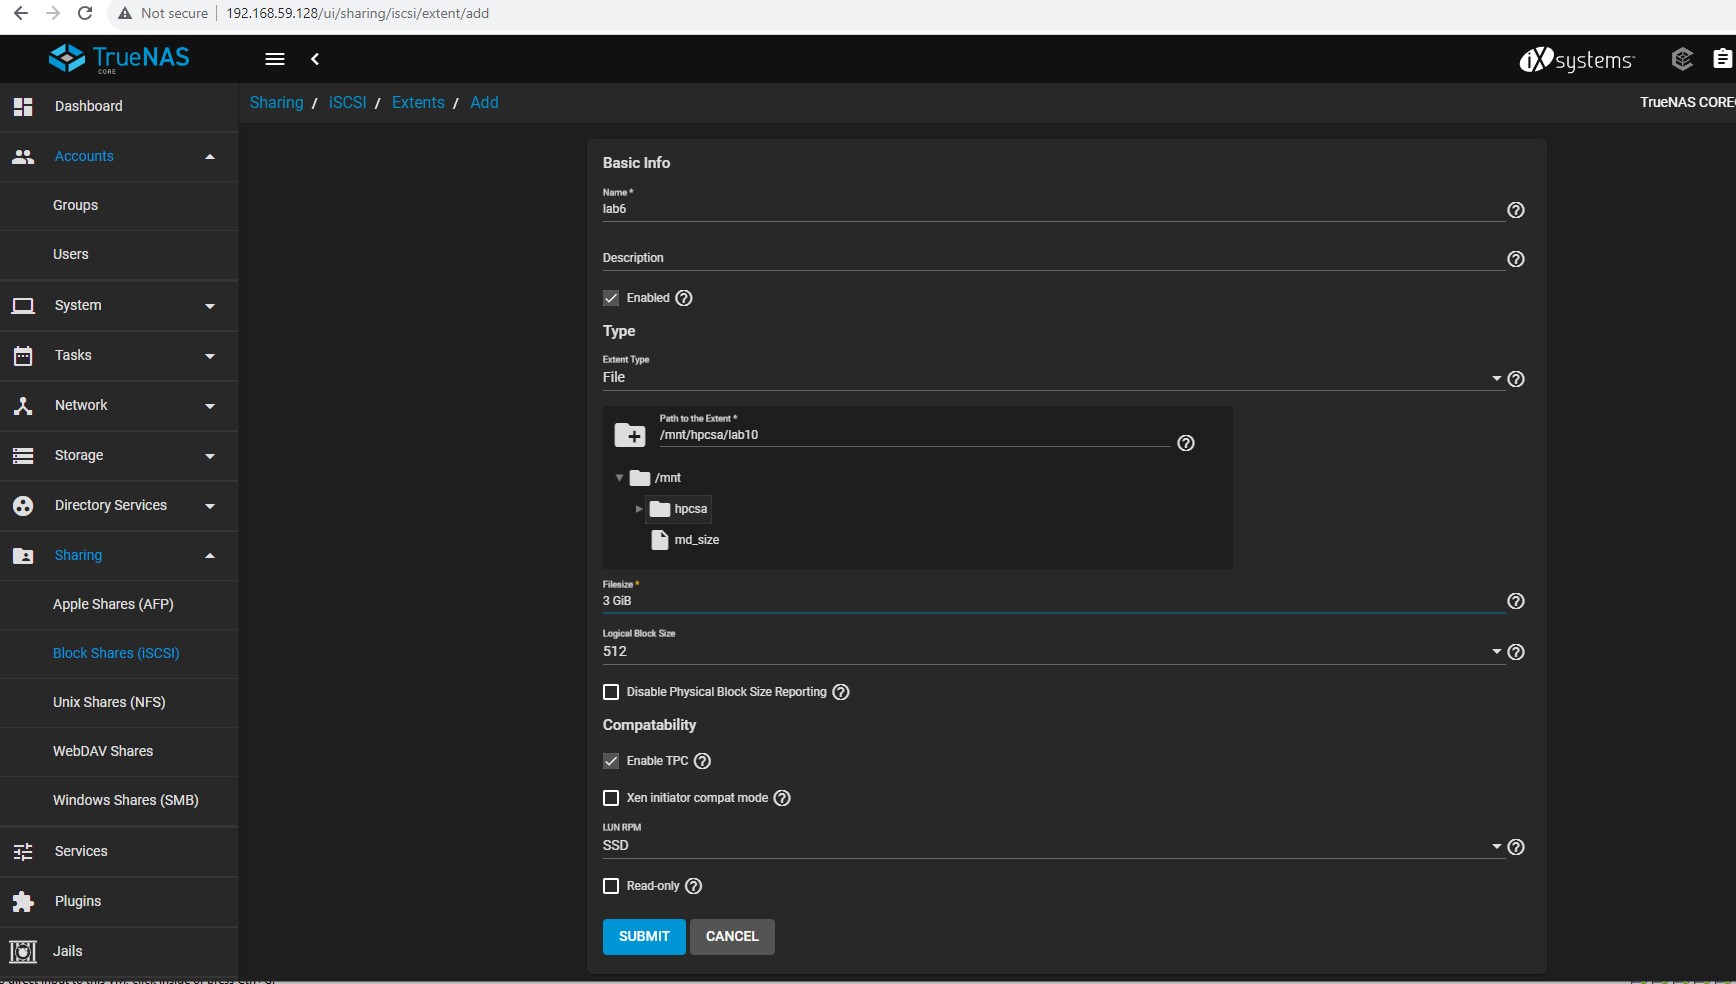 Not secure
192.168.59.128/ui/sharing/iscsi/extent/add
TrueNAS
CORE
iXsystems
Sharing / iSCSI / Extents / Add
TrueNAS CORE
Dashboard
Accounts
Groups
Users
System
Tasks
Network
Storage
Directory Services
Sharing
Apple Shares (AFP)
Block Shares (iSCSI)
Unix Shares (NFS)
WebDAV Shares
Windows Shares (SMB)
Services
Plugins
Jails
Basic Info
Name *
lab6
Description
Enabled
Type
Extent Type
File
Path to the Extent *
/mnt/hpcsa/lab10
/mnt
hpcsa
md_size
Filesize *
3 GiB
Logical Block Size
512
Disable Physical Block Size Reporting
Compatability
Enable TPC
Xen initiator compat mode
LUN RPM
SSD
Read-only
SUBMIT
CANCEL